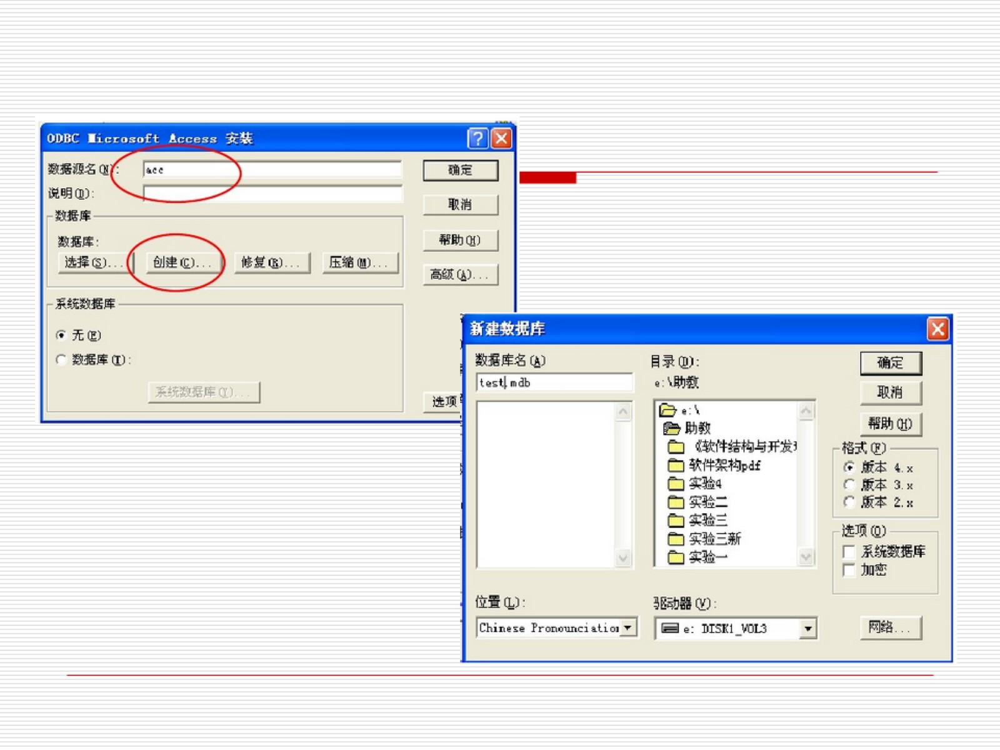 ODBC Microsoft Access 安装
数据源名(N):
acc
确定
说明(D):
取消
数据库
帮助(H)
数据库:
选择(S)...
创建(C)...
修复(R)...
压缩(M)...
高级(A)...
系统数据库
无(E)
数据库(T):
系统数据库(Y)...
选项
新建数据库
数据库名(A)
目录(D):
确定
test.mdb
e:\助教
取消
e:\
帮助(H)
助教
《软件结构与开发
格式(F)
软件架构pdf
版本 4.x
实验4
版本 3.x
实验二
版本 2.x
实验三
选项(O)
实验三新
系统数据库
实验一
加密
位置(L):
驱动器(V):
Chinese Pronounciation
e: DISK1_VOL3
网络...